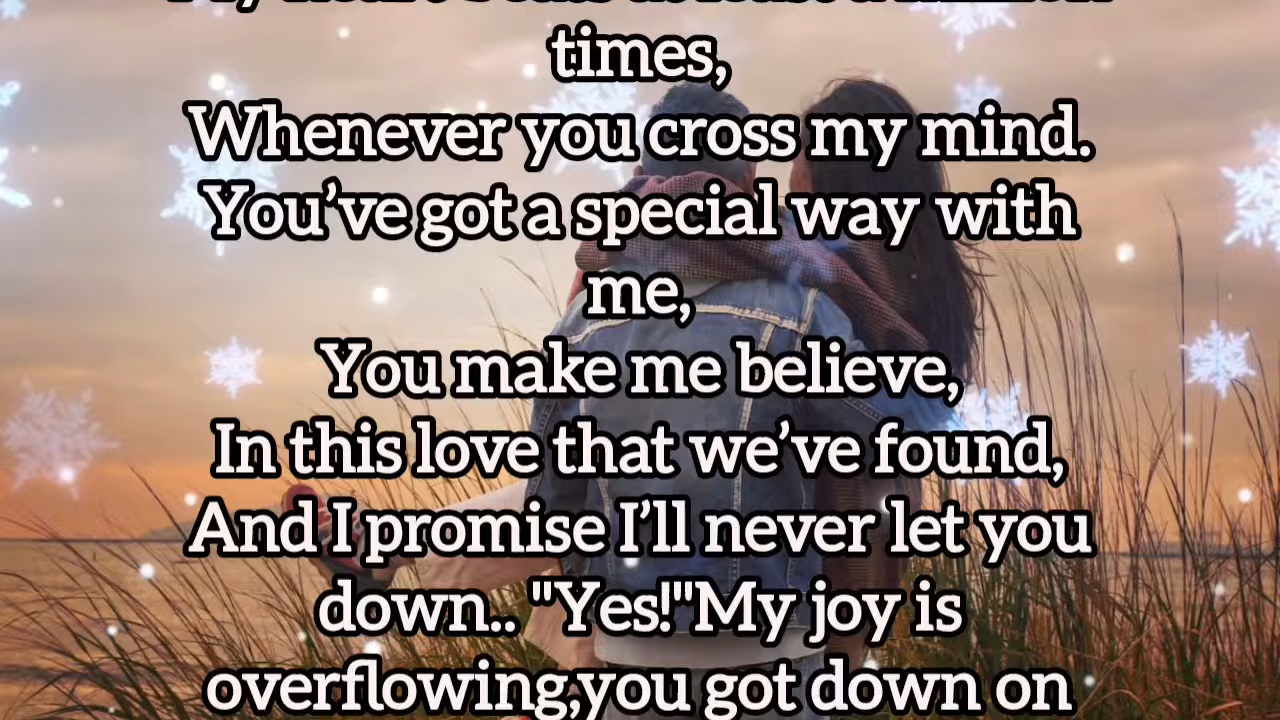 times,
Whenever you cross my mind.
You’ve got a special way with
me,
You make me believe,
In this love that we’ve found,
And I promise I’ll never let you
down.. "Yes!"My joy is
overflowing,you got down on